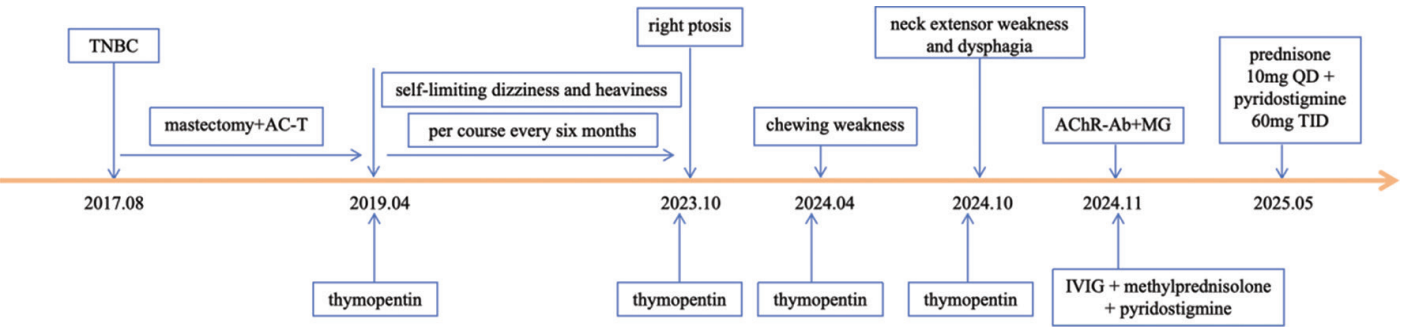 TNBC
mastectomy+AC-T
self-limiting dizziness and heaviness
per course every six months
right ptosis
chewing weakness
neck extensor weakness
and dysphagia
AChR-Ab+MG
prednisone
10mg QD +
pyridostigmine
60mg TID
2017.08
2019.04
2023.10
2024.04
2024.10
2024.11
2025.05
thymopentin
thymopentin
thymopentin
thymopentin
IVIG + methylprednisolone
+ pyridostigmine